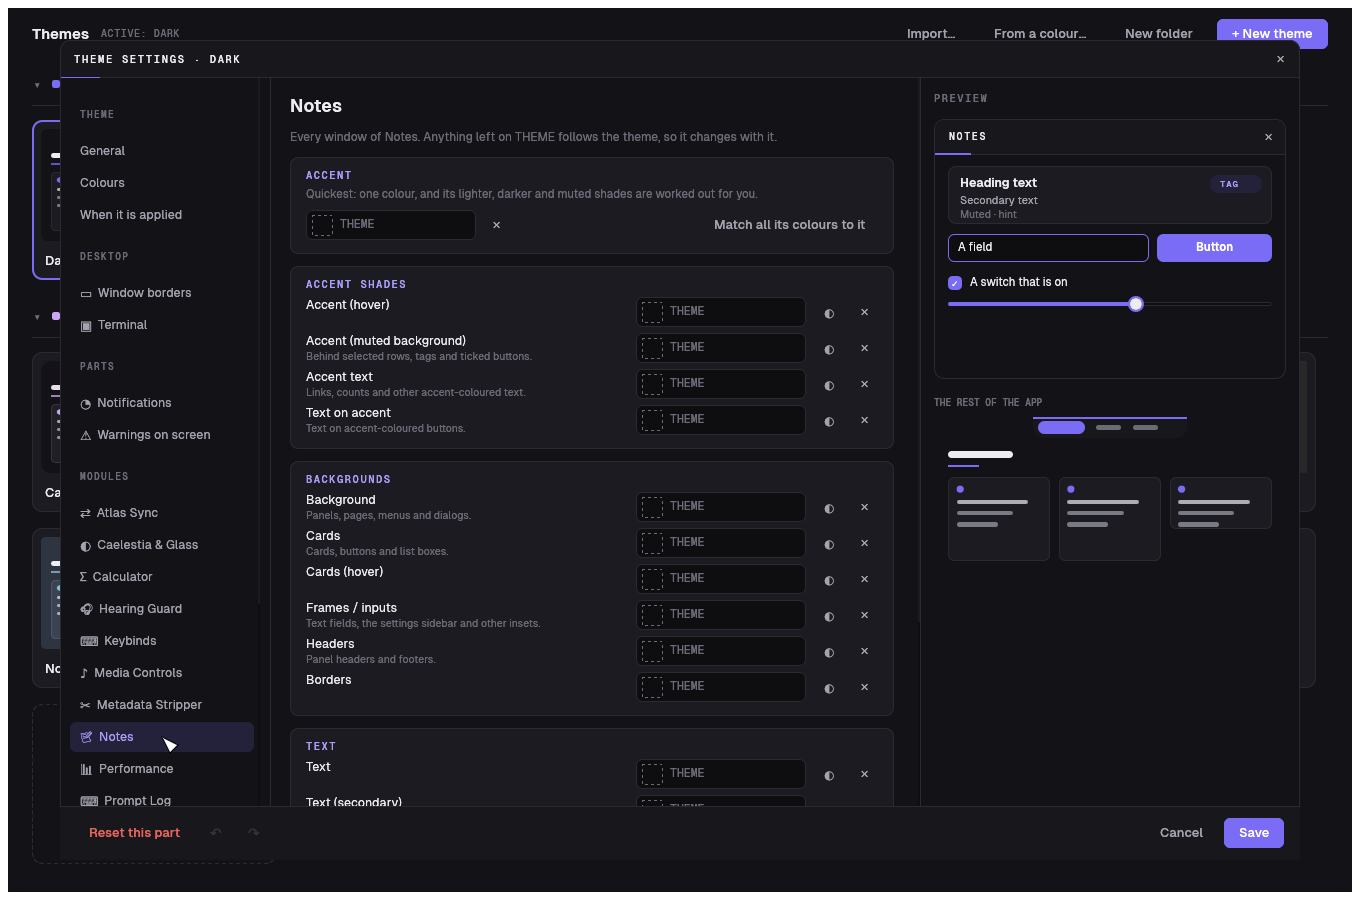 Themes ACTIVE: DARK Import… From a colour… New folder + New theme
THEME SETTINGS · DARK ×
THEME
General
Colours
When it is applied
DESKTOP
Window borders
Terminal
PARTS
Notifications
Warnings on screen
MODULES
Atlas Sync
Caelestia & Glass
Σ Calculator
Hearing Guard
Keybinds
Media Controls
Metadata Stripper
Notes
Performance
Prompt Log
Notes
Every window of Notes. Anything left on THEME follows the theme, so it changes with it.
ACCENT
Quickest: one colour, and its lighter, darker and muted shades are worked out for you.
THEME × Match all its colours to it
ACCENT SHADES
Accent (hover) THEME ×
Accent (muted background) THEME ×
Behind selected rows, tags and ticked buttons.
Accent text THEME ×
Links, counts and other accent-coloured text.
Text on accent THEME ×
Text on accent-coloured buttons.
BACKGROUNDS
Background THEME ×
Panels, pages, menus and dialogs.
Cards THEME ×
Cards, buttons and list boxes.
Cards (hover) THEME ×
Frames / inputs THEME ×
Text fields, the settings sidebar and other insets.
Headers THEME ×
Panel headers and footers.
Borders THEME ×
TEXT
Text THEME ×
Text (secondary) THEME
PREVIEW
NOTES ×
Heading text TAG
Secondary text
Muted · hint
A field Button
A switch that is on
THE REST OF THE APP
Da
Ca
No
Reset this part Cancel Save